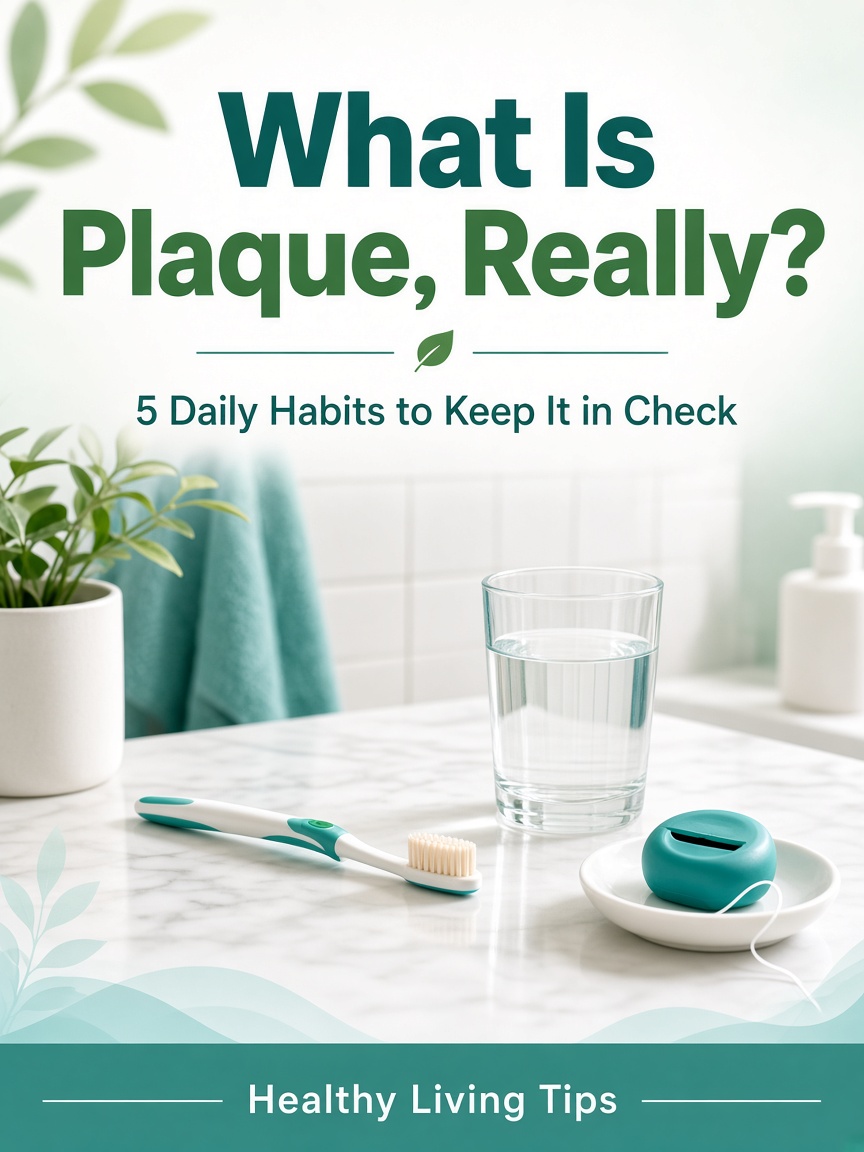 What Is
Plaque, Really?
5 Daily Habits to Keep It in Check
Healthy Living Tips